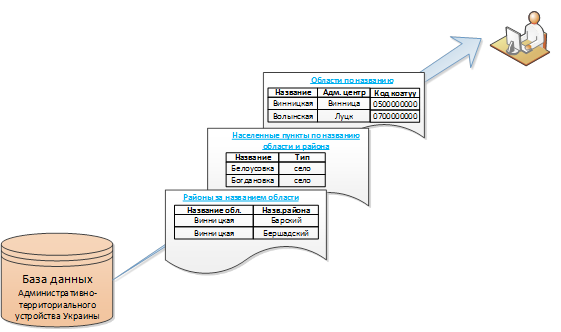 Области по названию
Название Адм. центр Код коатуу
Винницкая Винница 0500000000
Волынская Луцк 0700000000
Населенные пункты по названию
области и района
Название Тип
Белоусовка село
Богдановка село
Районы за названием области
Название обл. Назв.района
Винницкая Барский
Винницкая Бершадский
База данных
Административно-
территориального
устройства Украины